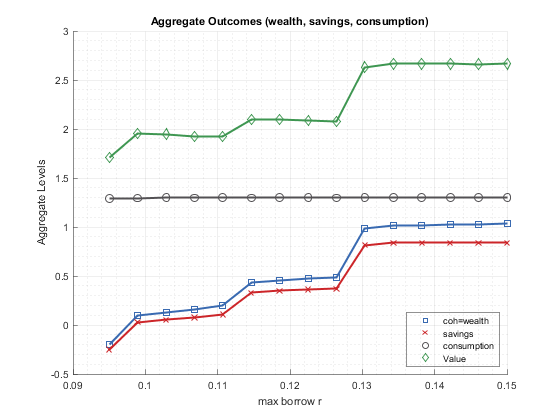 Aggregate Outcomes (wealth, savings, consumption)
3
2.5
2
1.5
1
0.5
0
-0.5
Aggregate Levels
0.09
0.1
0.11
0.12
0.13
0.14
0.15
max borrow r
coh=wealth
savings
consumption
Value